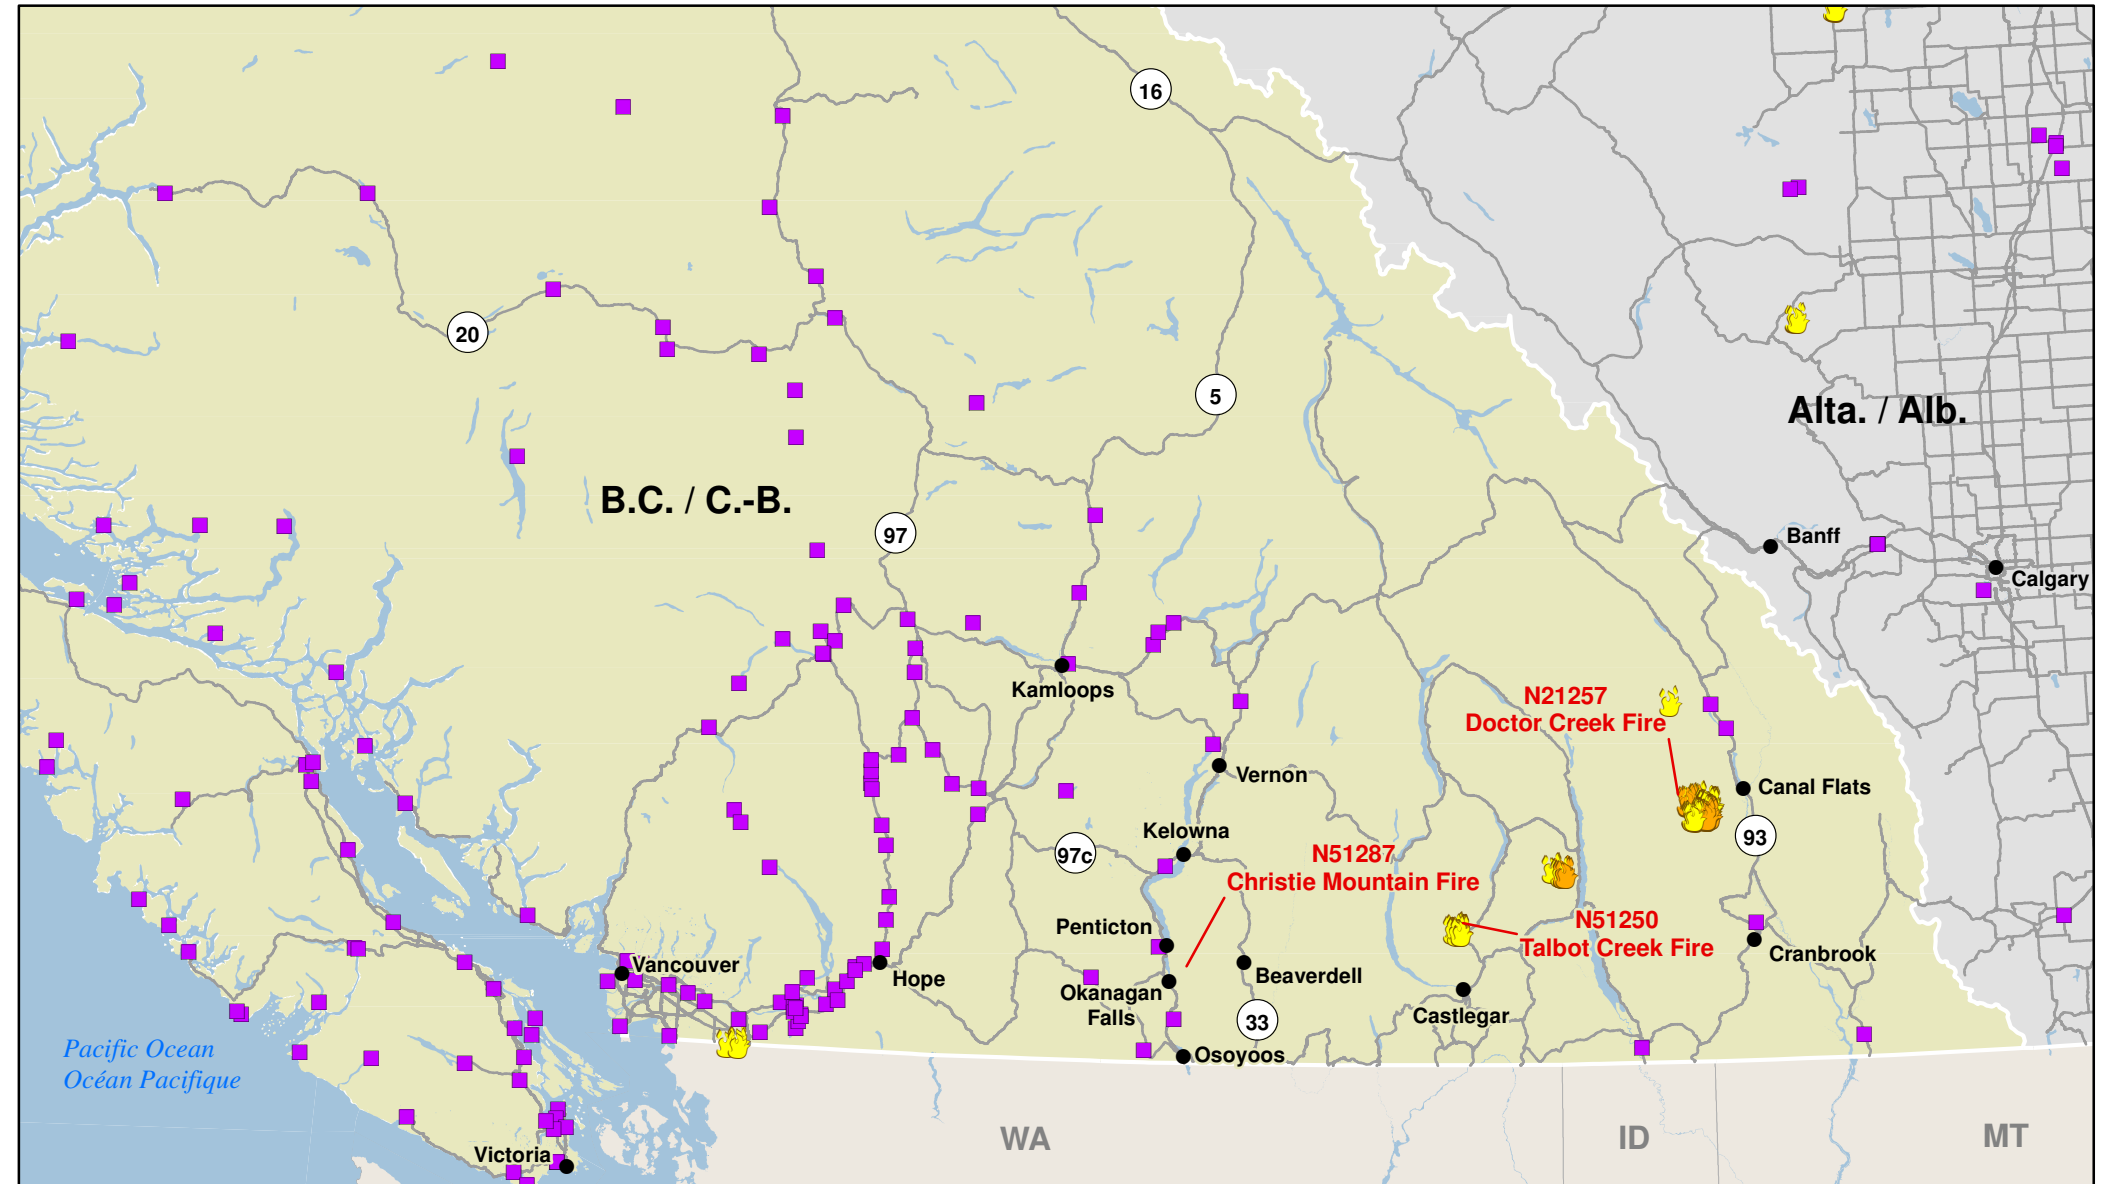 16
20
5
Alta. / Alb.
B.C. / C.-B.
97
Banff
Calgary
Kamloops
N21257
Doctor Creek Fire
Vernon
Canal Flats
Kelowna
97c
93
N51287
Christie Mountain Fire
Penticton
N51250
Talbot Creek Fire
Cranbrook
Vancouver
Hope
Beaverdell
Okanagan
Falls
33
Castlegar
Osoyoos
Pacific Ocean
Océan Pacifique
WA
ID
MT
Victoria